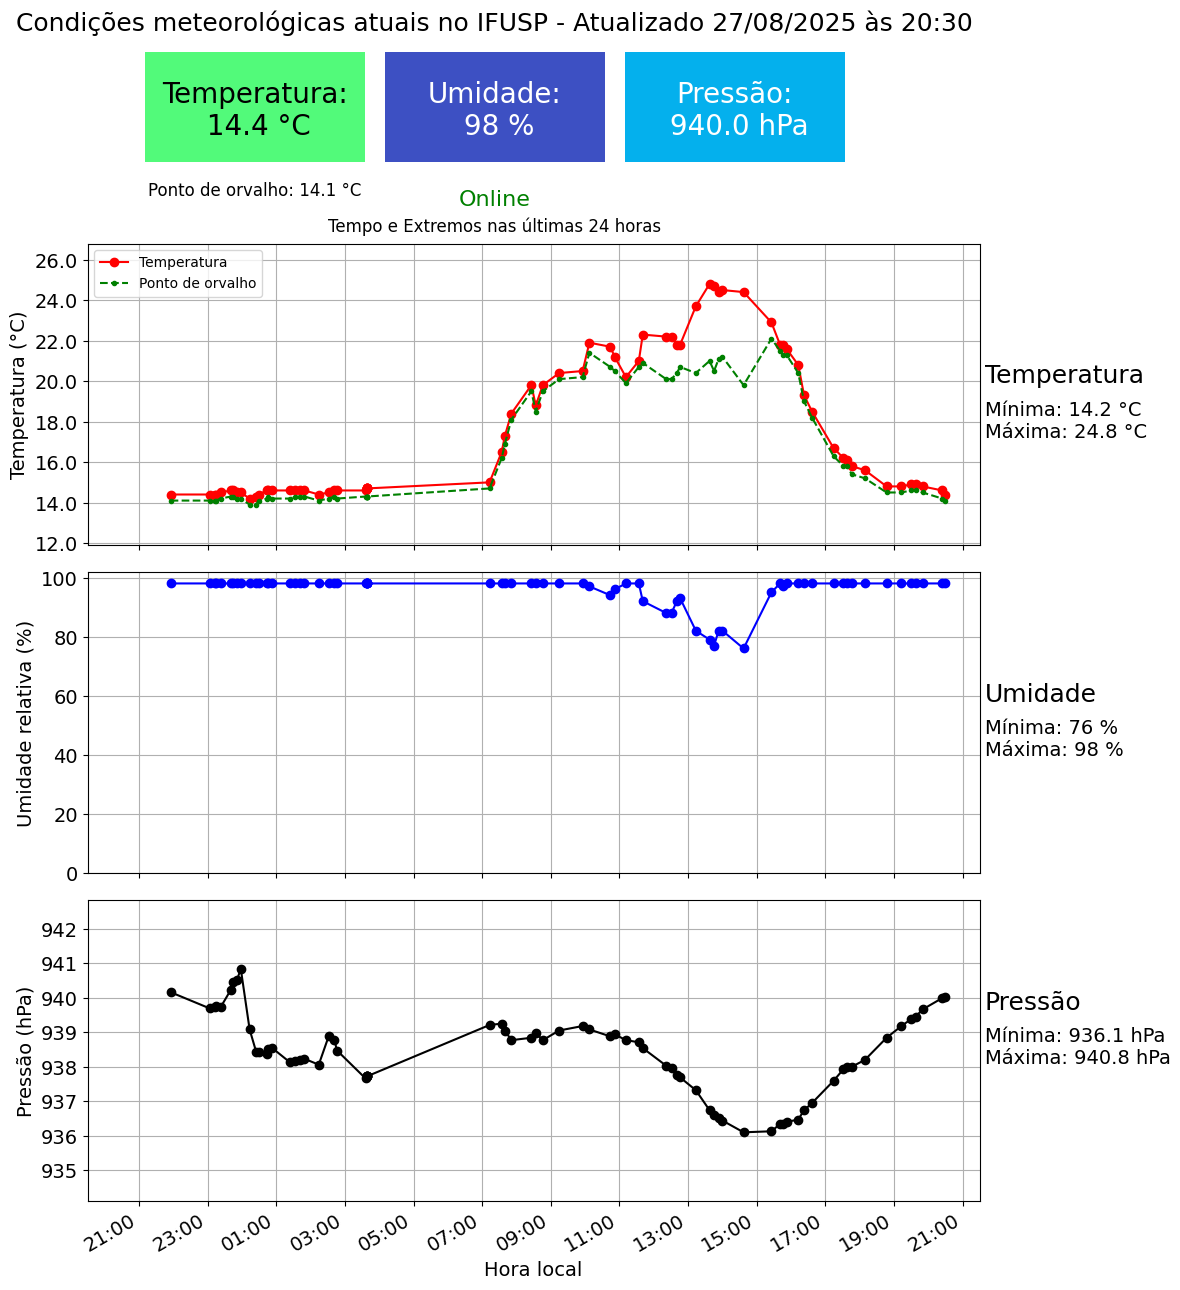 Condições meteorológicas atuais no IFUSP - Atualizado 27/08/2025 às 20:30
Temperatura:
14.4 °C
Umidade:
98 %
Pressão:
940.0 hPa
Ponto de orvalho: 14.1 °C
Online
Tempo e Extremos nas últimas 24 horas
Temperatura
Ponto de orvalho
Temperatura (°C)
26.0
24.0
22.0
20.0
18.0
16.0
14.0
12.0
Temperatura
Mínima: 14.2 °C
Máxima: 24.8 °C
Umidade relativa (%)
100
80
60
40
20
0
Umidade
Mínima: 76 %
Máxima: 98 %
Pressão (hPa)
942
941
940
939
938
937
936
935
Pressão
Mínima: 936.1 hPa
Máxima: 940.8 hPa
21:00 23:00 01:00 03:00 05:00 07:00 09:00 11:00 13:00 15:00 17:00 19:00 21:00
Hora local